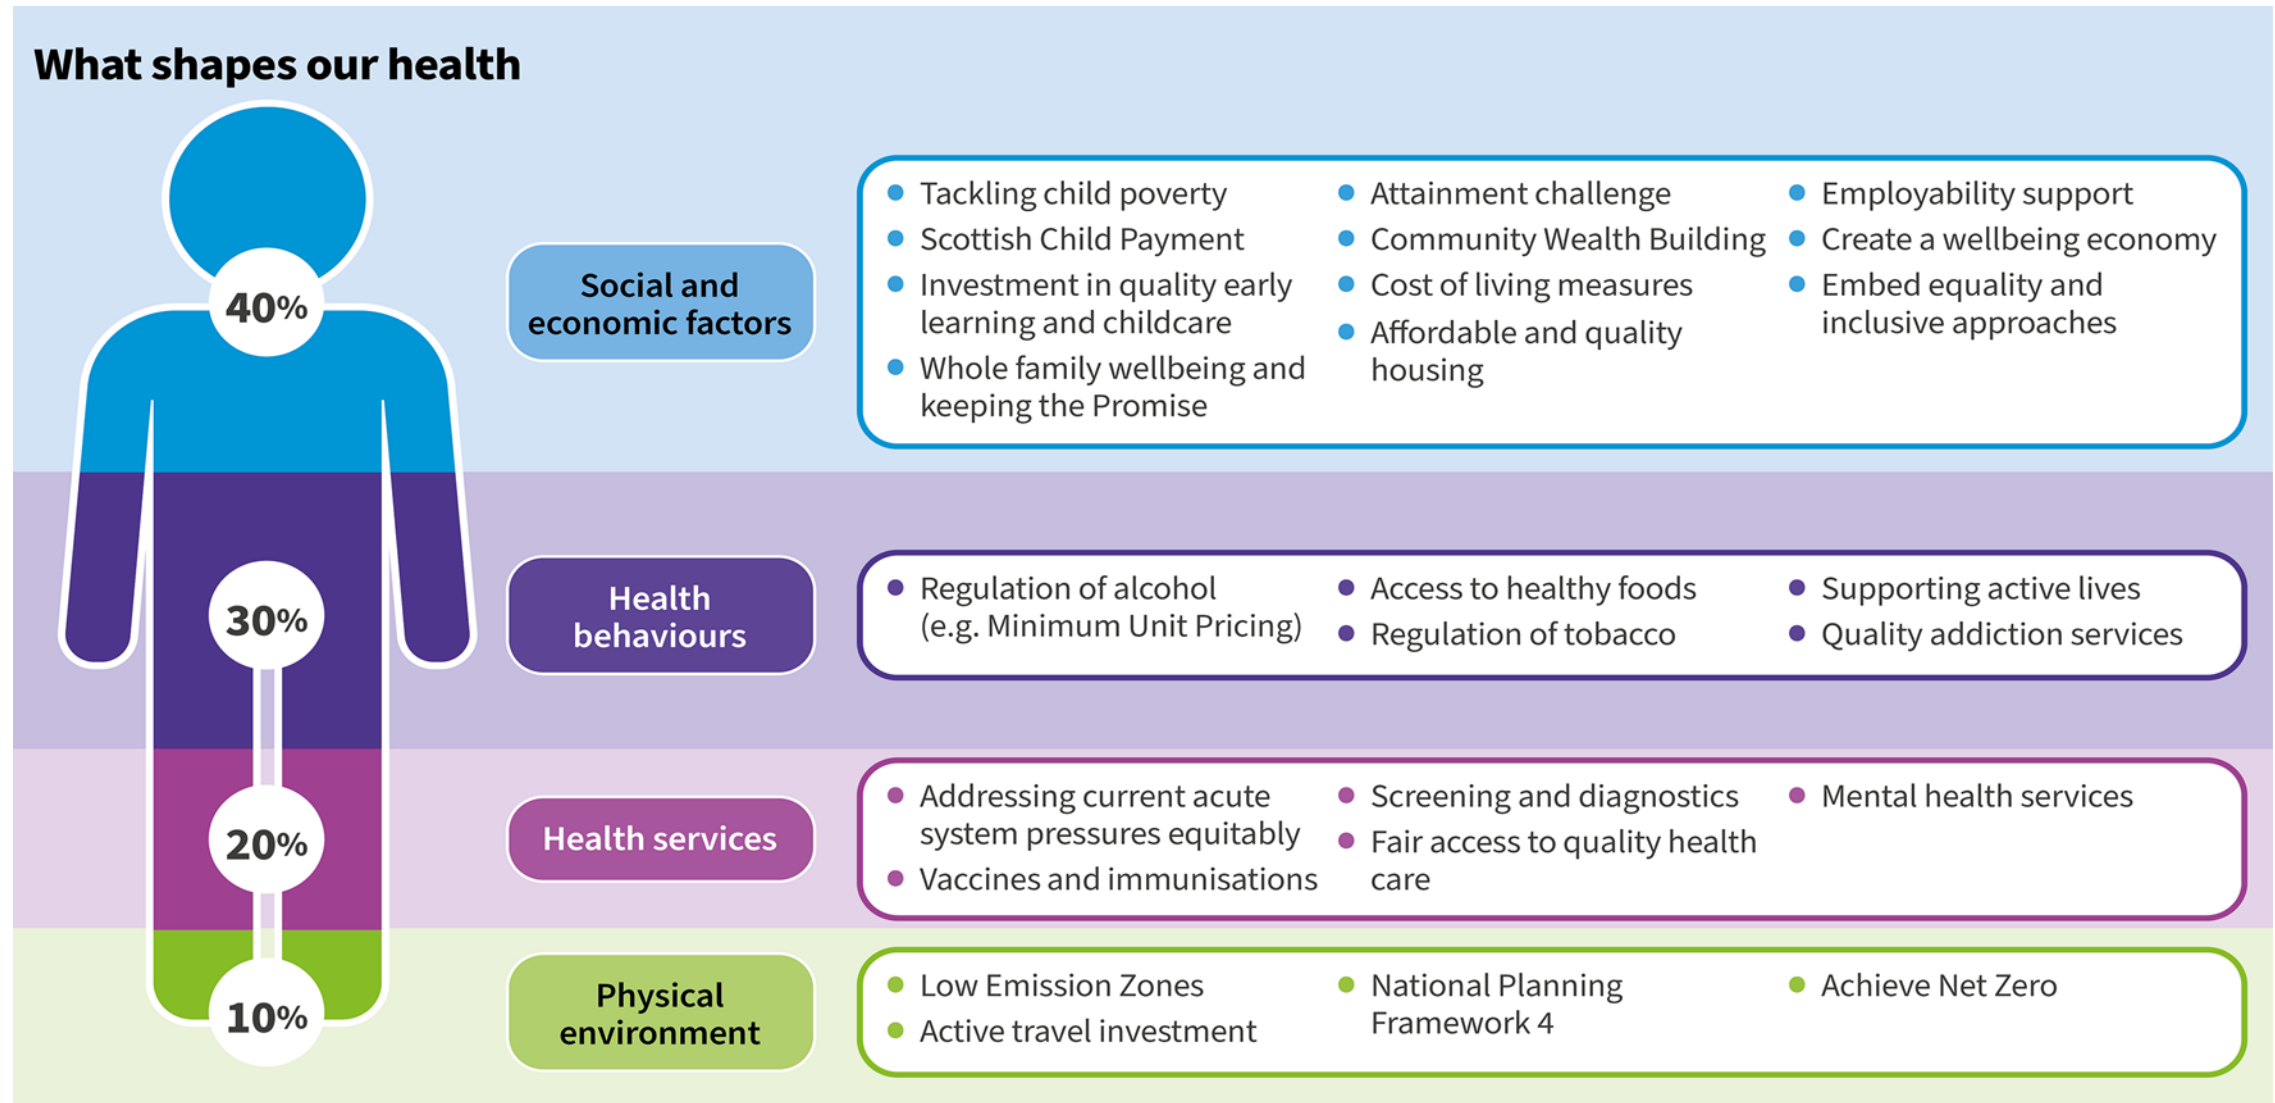 What shapes our health
40%
Social and
economic factors
Tackling child poverty
Scottish Child Payment
Investment in quality early
learning and childcare
Whole family wellbeing and
keeping the Promise
Attainment challenge
Community Wealth Building
Cost of living measures
Affordable and quality
housing
Employability support
Create a wellbeing economy
Embed equality and
inclusive approaches
30%
Health
behaviours
Regulation of alcohol
(e.g. Minimum Unit Pricing)
Access to healthy foods
Regulation of tobacco
Supporting active lives
Quality addiction services
20%
Health services
Addressing current acute
system pressures equitably
Vaccines and immunisations
Screening and diagnostics
Fair access to quality health
care
Mental health services
10%
Physical
environment
Low Emission Zones
Active travel investment
National Planning
Framework 4
Achieve Net Zero